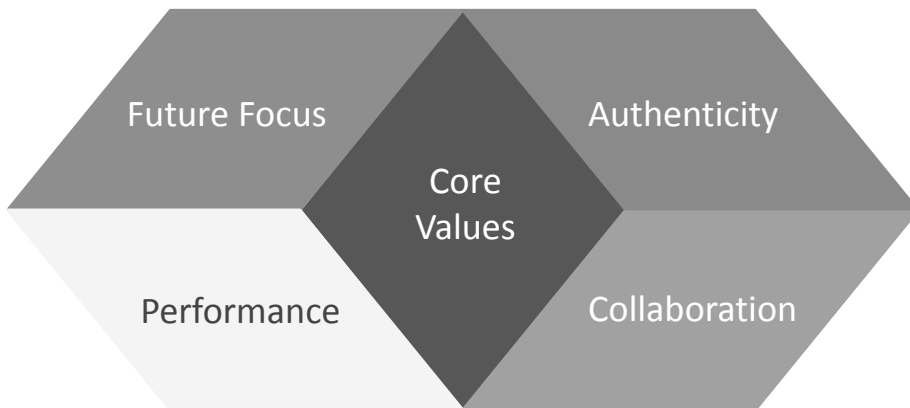 Future Focus
Authenticity
Core
Values
Performance
Collaboration